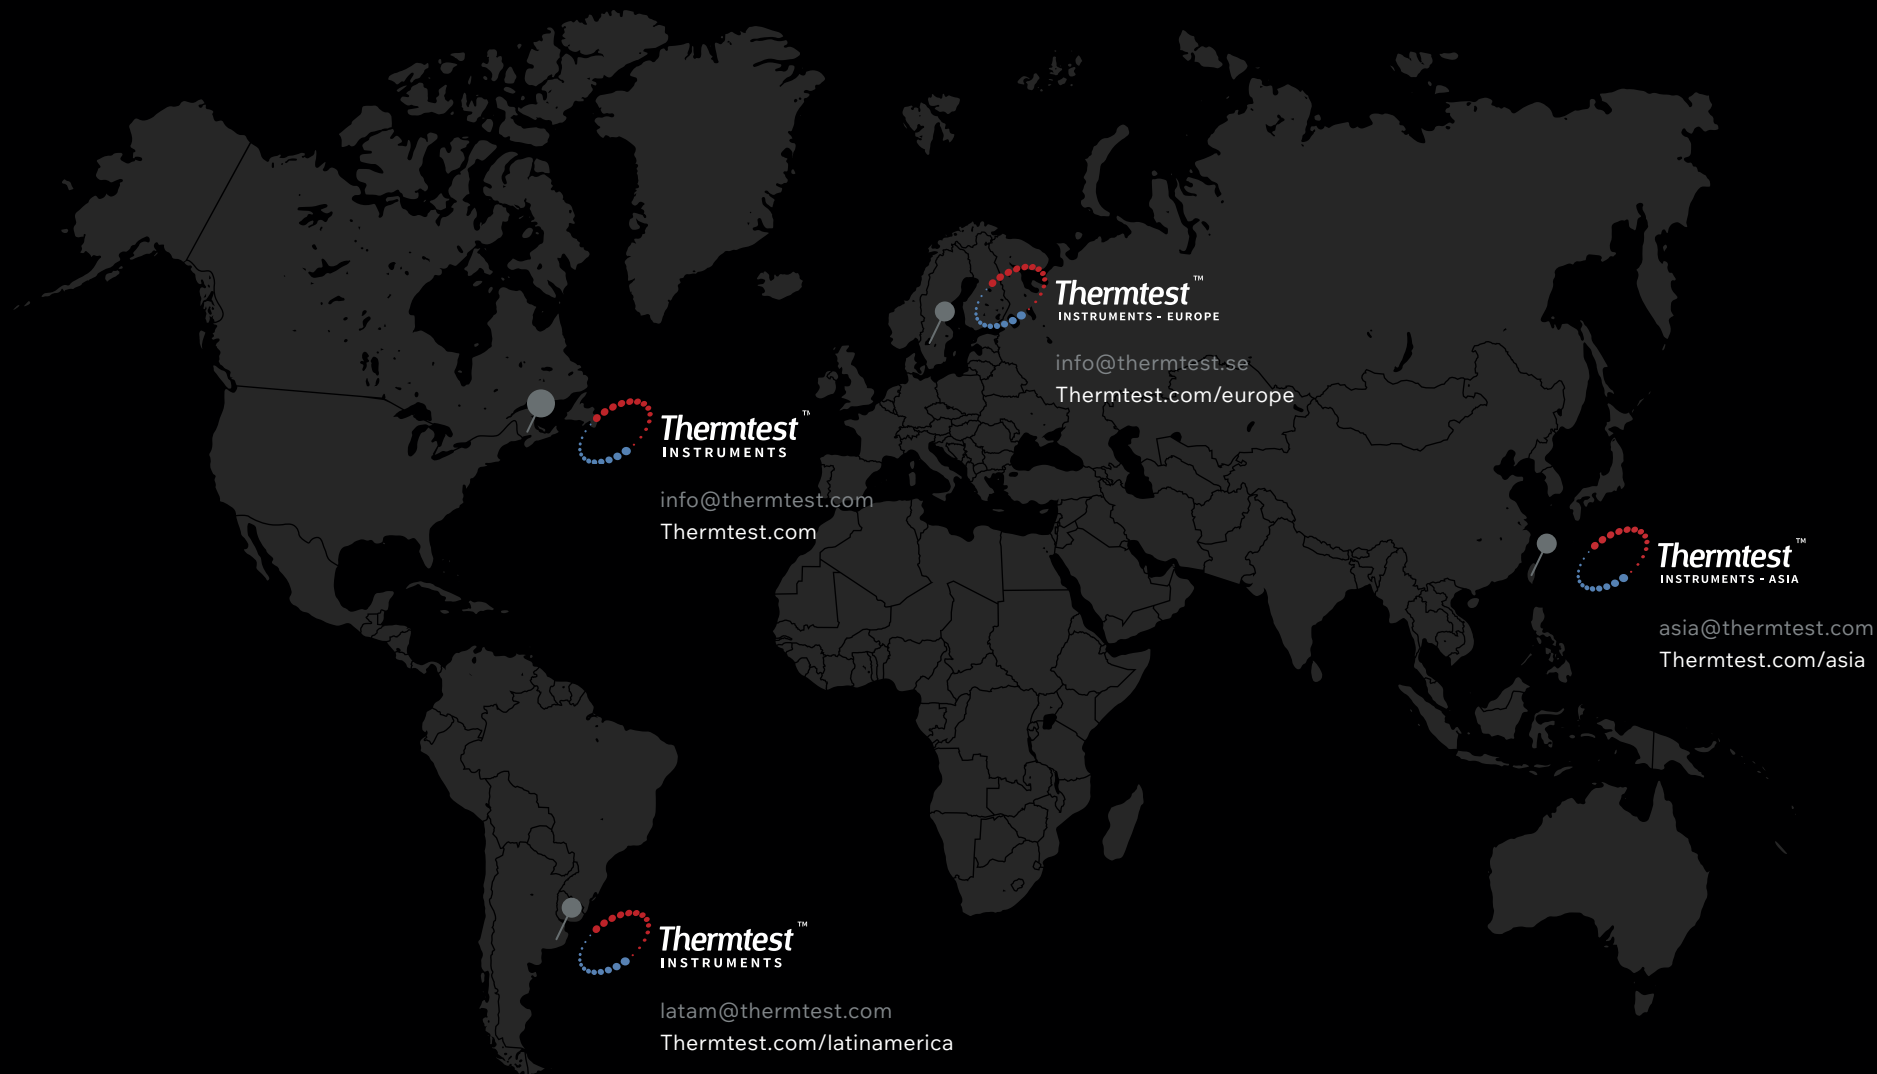 Thermtest™
INSTRUMENTS - EUROPE
info@thermtest.se
Thermtest.com/europe
Thermtest™
INSTRUMENTS
info@thermtest.com
Thermtest.com
Thermtest™
INSTRUMENTS - ASIA
asia@thermtest.com
Thermtest.com/asia
Thermtest™
INSTRUMENTS
latam@thermtest.com
Thermtest.com/latinamerica